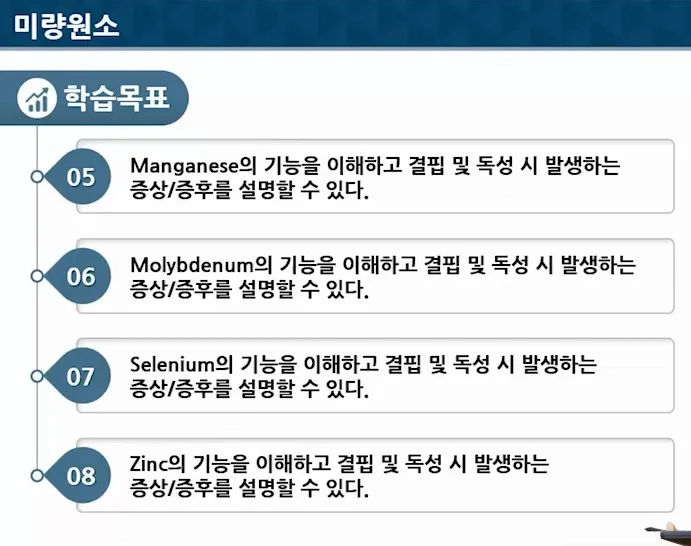 미량원소
학습목표
05
Manganese의 기능을 이해하고 결핍 및 독성 시 발생하는
증상/증후를 설명할 수 있다.
06
Molybdenum의 기능을 이해하고 결핍 및 독성 시 발생하는
증상/증후를 설명할 수 있다.
07
Selenium의 기능을 이해하고 결핍 및 독성 시 발생하는
증상/증후를 설명할 수 있다.
08
Zinc의 기능을 이해하고 결핍 및 독성 시 발생하는
증상/증후를 설명할 수 있다.